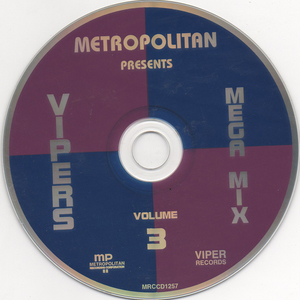 METROPOLITAN
PRESENTS
VIPERS
MEGA MIX
VOLUME
3
mp
METROPOLITAN
VIPER
RECORDS
MRCCD1257